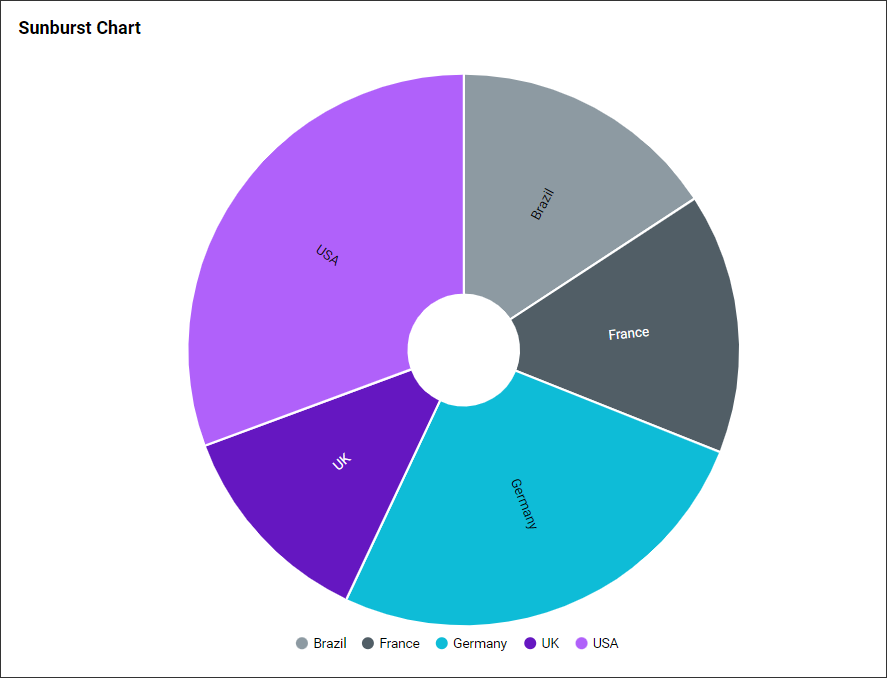 Sunburst Chart
Brazil
USA
France
UK
Germany
Brazil France Germany UK USA